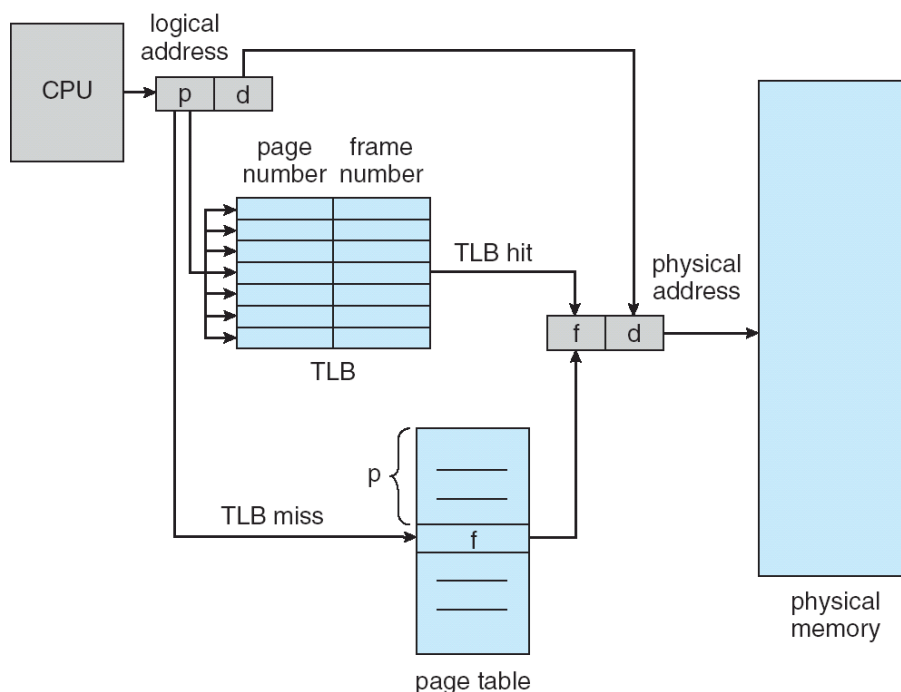 logical
address
CPU
p
d
page
number
frame
number
TLB hit
physical
address
f
d
TLB
p
TLB miss
f
physical
memory
page table